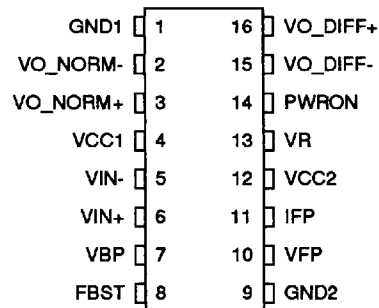 GND1 1 16 VO_DIFF+
VO_NORM- 2 15 VO_DIFF-
VO_NORM+ 3 14 PWRON
VCC1 4 13 VR
VIN- 5 12 VCC2
VIN+ 6 11 IFP
VBP 7 10 VFP
FBST 8 9 GND2